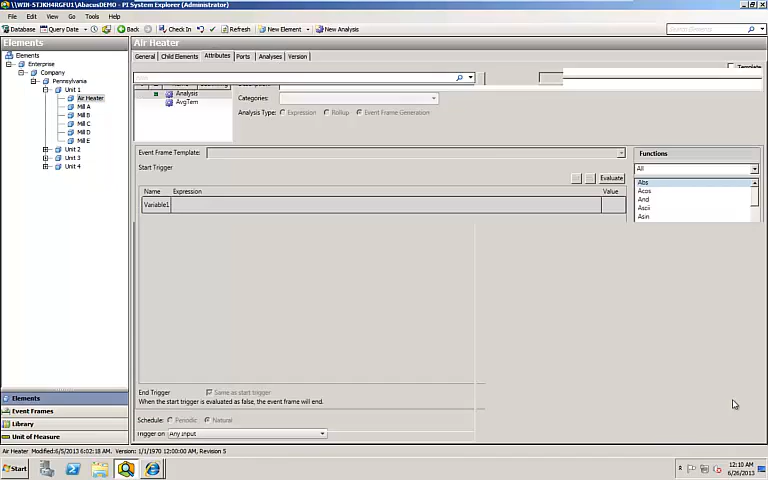 \\WIN-5TJKH4RGFU1\AbacusDEMO - PI System Explorer (Administrator)
File View Go Tools Help
Database Query Date Back Check In Refresh New Element New Analysis
Search Elements
Elements
Air Heater
Elements
Enterprise
Company
Pennsylvania
Unit 1
Air Heater
Mill A
Mill B
Mill C
Mill D
Mill E
Unit 2
Unit 3
Unit 4
General Child Elements Attributes Ports Analyses Version
Template
Analysis
AvgTem
Categories:
Analysis Type: Expression Rollup Event Frame Generation
Event Frame Template:
Start Trigger
Evaluate
Name Expression Value
Variable1
Functions
All
Abs
Acos
And
Ascii
Asin
End Trigger Same as start trigger
When the start trigger is evaluated as false, the event frame will end.
Schedule: Periodic Natural
Trigger on Any Input
Elements
Event Frames
Library
Unit of Measure
Air Heater Modified:6/5/2013 6:02:18 AM, Version: 1/1/1970 12:00:00 AM, Revision 5
Start
12:10 AM
6/26/2013